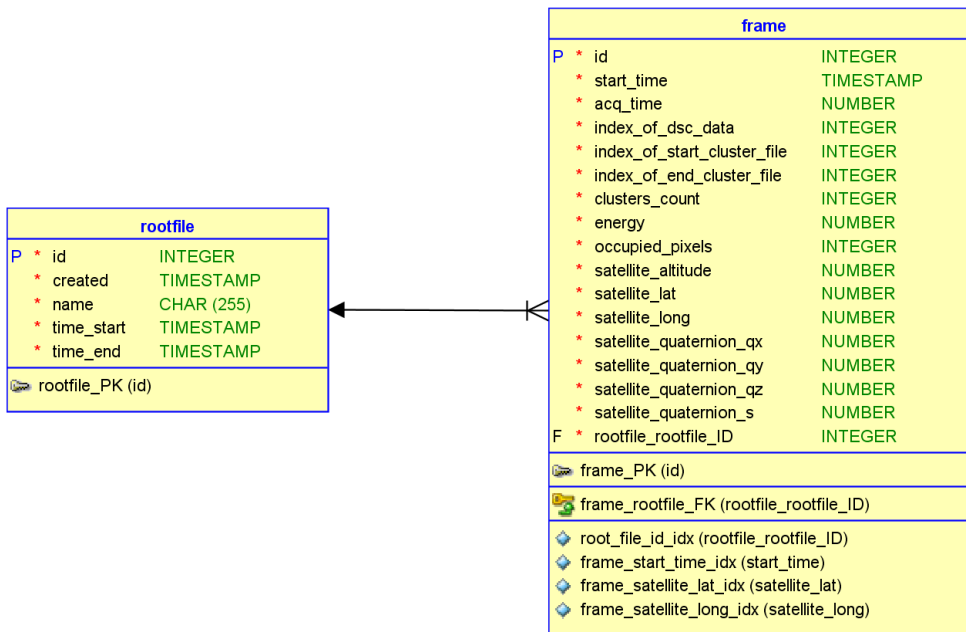 rootfile
P * id INTEGER
* created TIMESTAMP
* name CHAR (255)
* time_start TIMESTAMP
* time_end TIMESTAMP
rootfile_PK (id)
frame
P * id INTEGER
* start_time TIMESTAMP
* acq_time NUMBER
* index_of_dsc_data INTEGER
* index_of_start_cluster_file INTEGER
* index_of_end_cluster_file INTEGER
* clusters_count INTEGER
* energy NUMBER
* occupied_pixels INTEGER
* satellite_altitude NUMBER
* satellite_lat NUMBER
* satellite_long NUMBER
* satellite_quaternion_qx NUMBER
* satellite_quaternion_qy NUMBER
* satellite_quaternion_qz NUMBER
* satellite_quaternion_s NUMBER
F * rootfile_rootfile_ID INTEGER
frame_PK (id)
frame_rootfile_FK (rootfile_rootfile_ID)
root_file_id_idx (rootfile_rootfile_ID)
frame_start_time_idx (start_time)
frame_satellite_lat_idx (satellite_lat)
frame_satellite_long_idx (satellite_long)